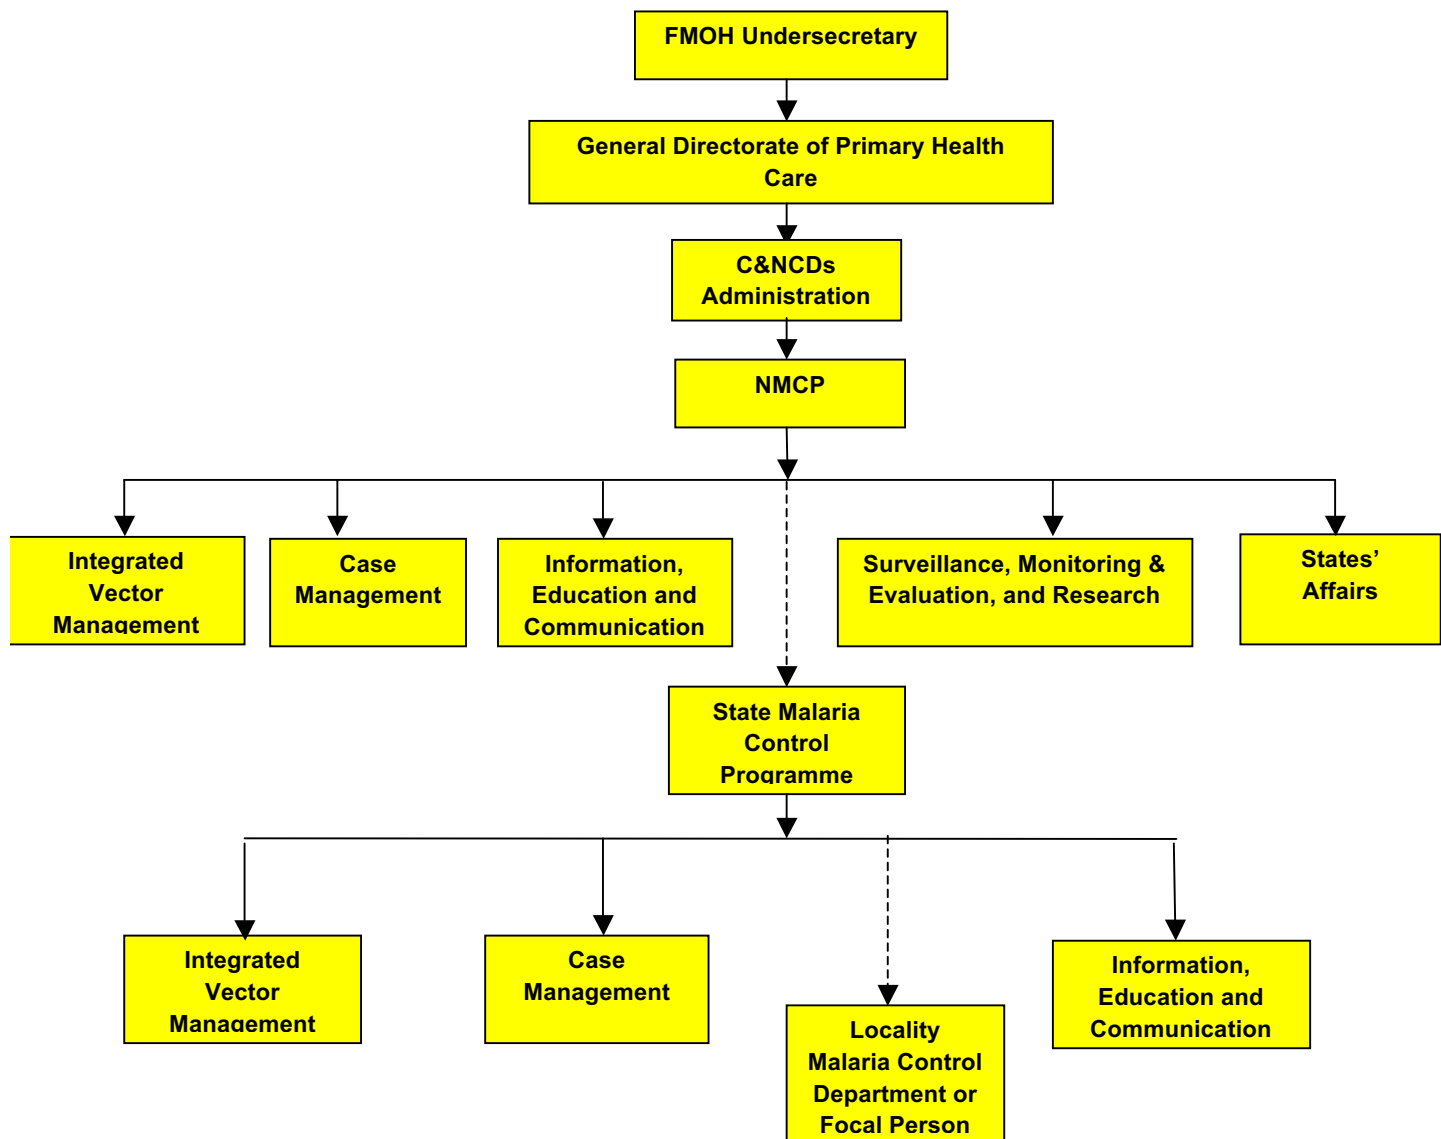 FMOH Undersecretary
General Directorate of Primary Health
Care
C&NCDs
Administration
NMCP
Integrated
Vector
Management
Case
Management
Information,
Education and
Communication
Surveillance, Monitoring &
Evaluation, and Research
States’
Affairs
State Malaria
Control
Programme
Integrated
Vector
Management
Case
Management
Locality
Malaria Control
Department or
Focal Person
Information,
Education and
Communication